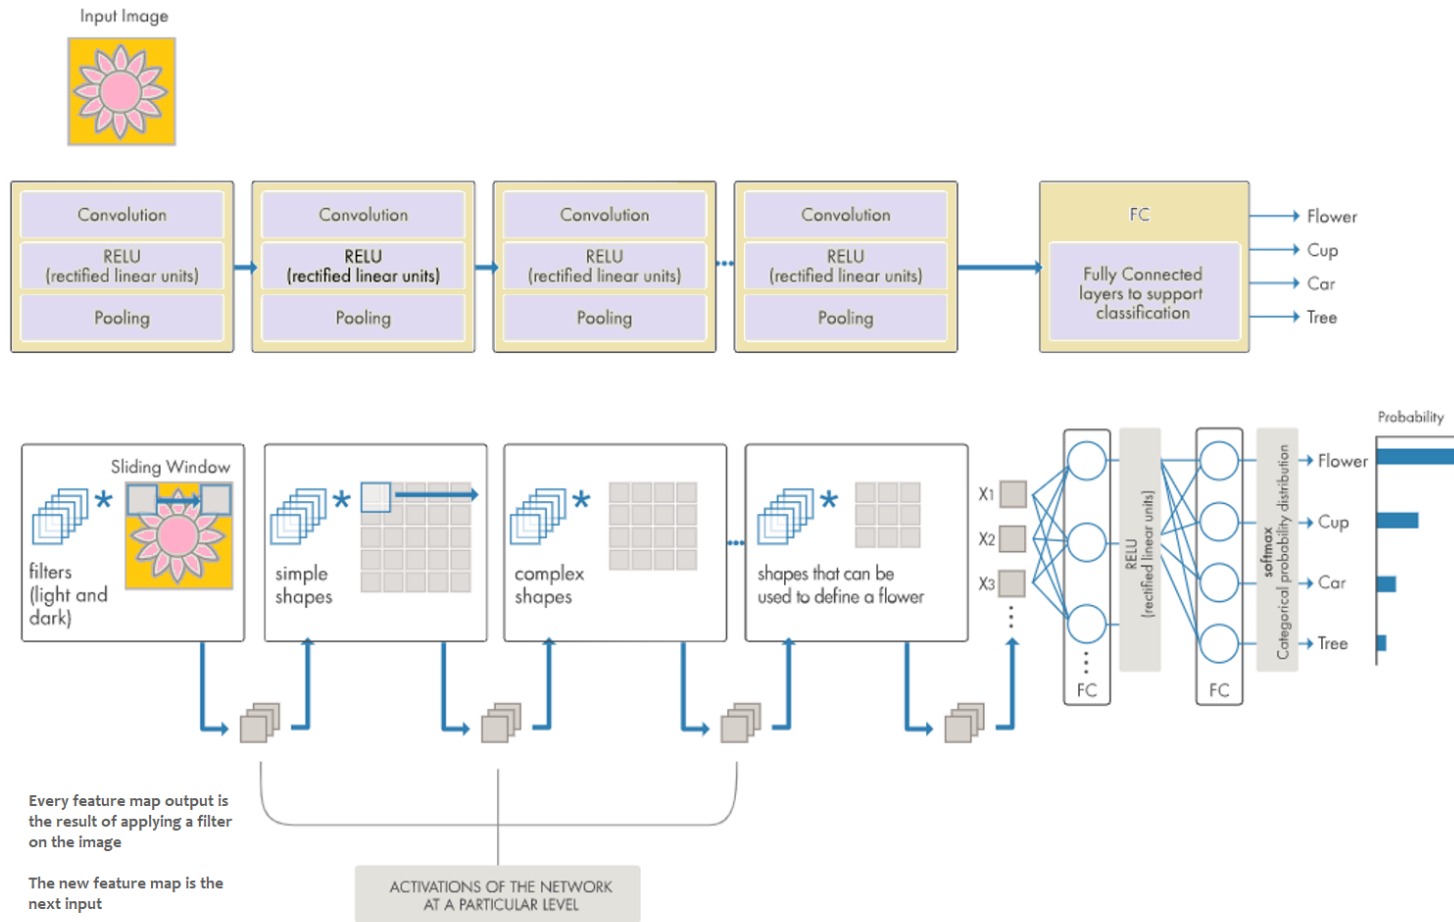 Input Image
Convolution
RELU
(rectified linear units)
Pooling
Convolution
RELU
(rectified linear units)
Pooling
Convolution
RELU
(rectified linear units)
Pooling
Convolution
RELU
(rectified linear units)
Pooling
FC
Fully Connected
layers to support
classification
Flower
Cup
Car
Tree
Sliding Window
*
filters
(light and
dark)
*
simple
shapes
*
complex
shapes
*
shapes that can be
used to define a flower
X1
X2
X3
FC
RELU
(rectified linear units)
FC
softmax
Categorical probability distribution
Probability
Flower
Cup
Car
Tree
Every feature map output is
the result of applying a filter
on the image
The new feature map is the
next input
ACTIVATIONS OF THE NETWORK
AT A PARTICULAR LEVEL